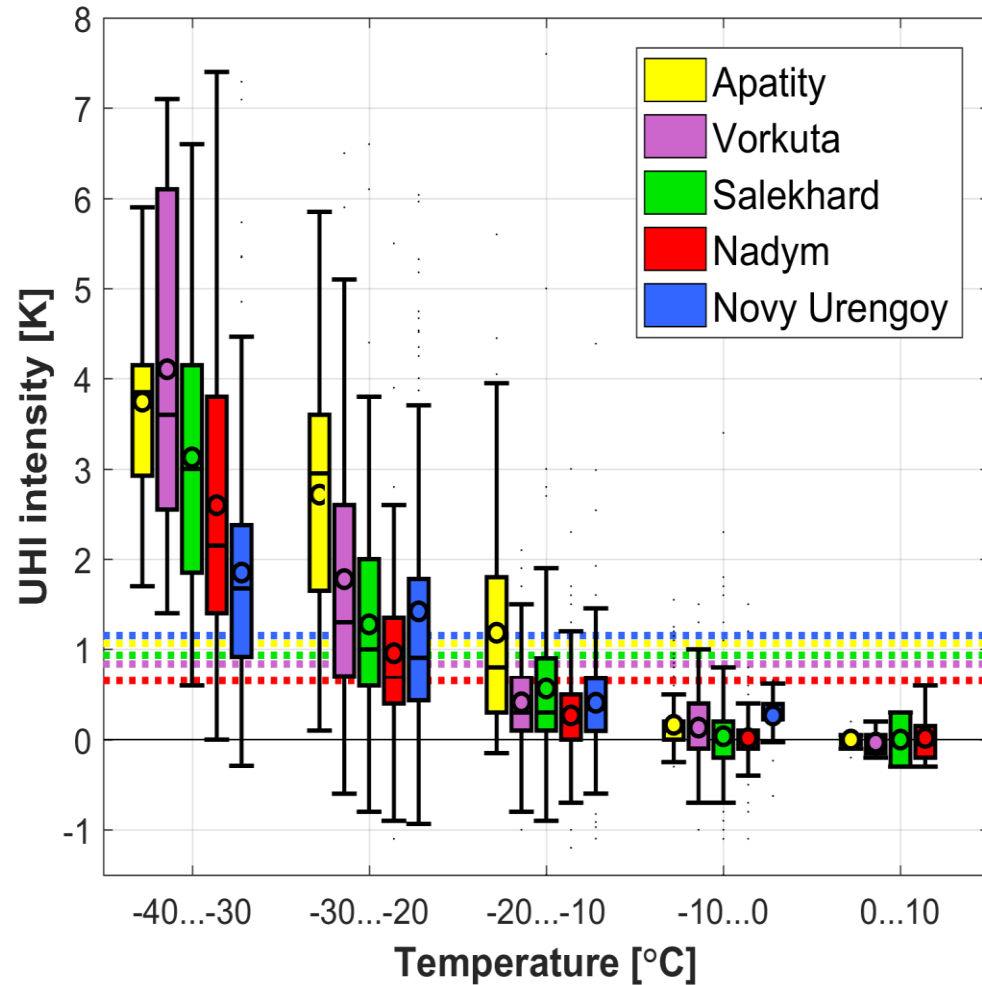 8
7
6
5
4
3
2
1
0
-1
UHI intensity [K]
Apatity
Vorkuta
Salekhard
Nadym
Novy Urengoy
-40...-30
-30...-20
-20...-10
-10...0
0...10
Temperature [°C]